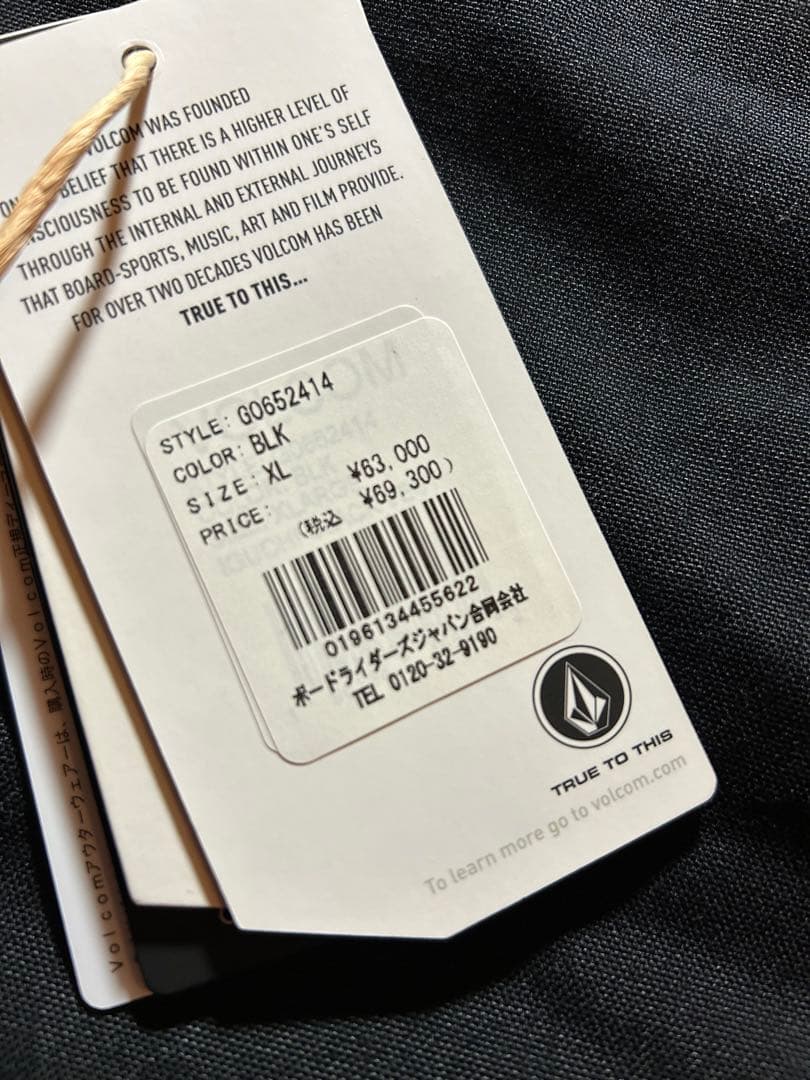 VOLCOM WAS FOUNDED
BELIEF THAT THERE IS A HIGHER LEVEL OF
TO BE FOUND WITHIN ONE'S SELF
THROUGH THE INTERNAL AND EXTERNAL JOURNEYS
THAT BOARD-SPORTS, MUSIC, ART AND FILM PROVIDE.
FOR OVER TWO DECADES VOLCOM HAS BEEN
TRUE TO THIS...
STYLE: G0652414
COLOR: BLK
SIZE: XL
PRICE: ¥63,000
(税込 ¥69,300)
0196134455622
ボードライダーズジャパン合同会社
TEL 0120-32-9190
TRUE TO THIS
To learn more go to volcom.com
Volcomアウターウェアーは、購入時のVolcom正規ディー